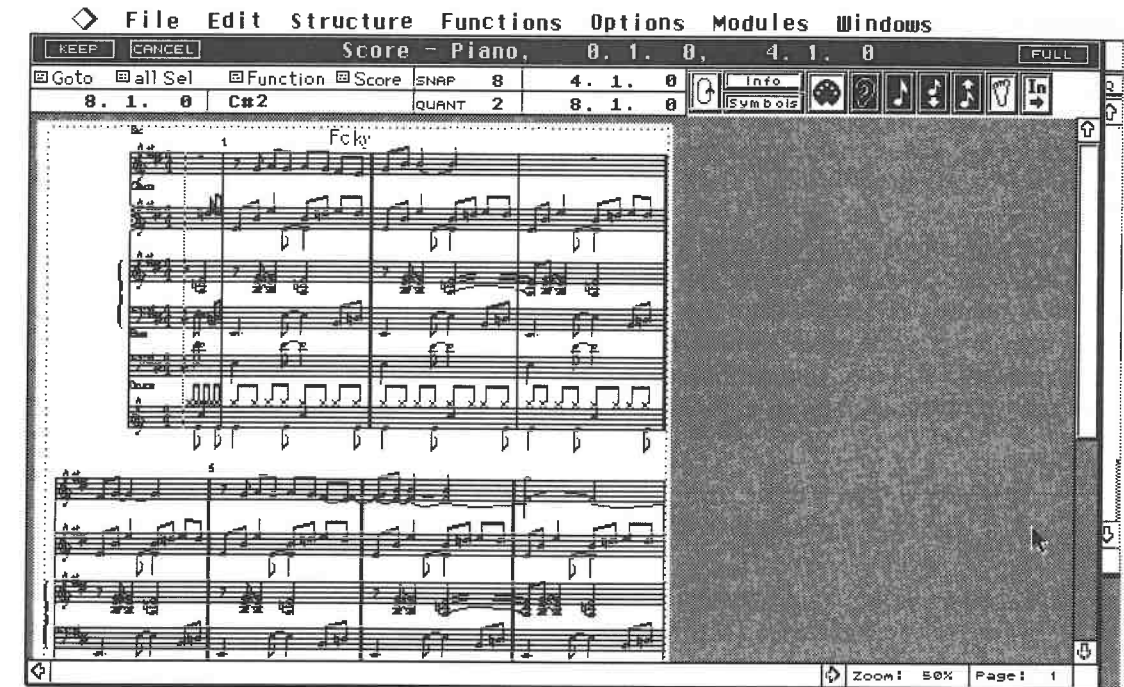 File Edit Structure Functions Options Modules Windows
KEEP CANCEL Score - Piano, 0. 1. 0, 4. 1. 0 FULL
Goto all Sel Function Score SNAP 8 4. 1. 0 Info In
8. 1. 0 C#2 QUANT 2 8. 1. 0 Symbols
1
5
Zoom: 50% Page: 1